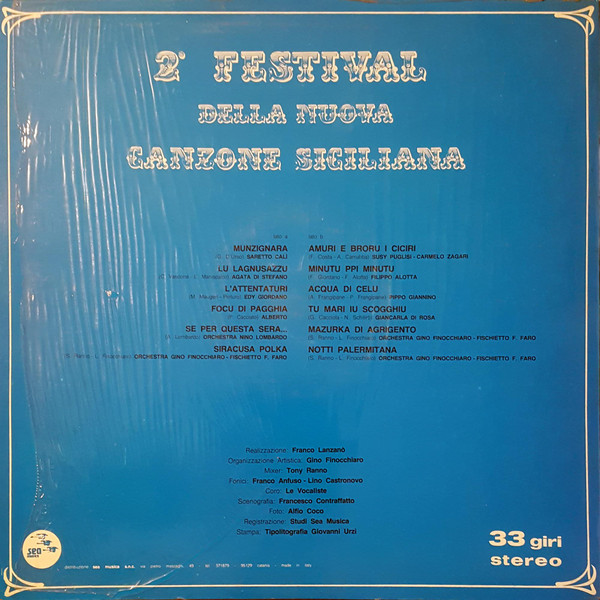 2° FESTIVAL
DELLA NUOVA
CANZONE SICILIANA
MUNZIGNARA
SARETTO CALÌ
LU LAGNUSAZZU
AGATA DI STEFANO
L'ATTENTATURI
EDY GIORDANO
FOCU DI PAGGHIA
ALBERTO
SE PER QUESTA SERA...
ORCHESTRA NINO LOMBARDO
SIRACUSA POLKA
ORCHESTRA GINO FINOCCHIARO - FISCHIETTO F. FARO
AMURI E BRORU I CICIRI
SUSY PUGLISI - CARMELO ZAGARI
MINUTU PPI MINUTU
FILIPPO ALOTTA
ACQUA DI CELU
PIPPO GIANNINO
TU MARI IU SCOGGHIU
GIANCARLA DI ROSA
MAZURKA DI AGRIGENTO
ORCHESTRA GINO FINOCCHIARO - FISCHIETTO F. FARO
NOTTI PALERMITANA
ORCHESTRA GINO FINOCCHIARO - FISCHIETTO F. FARO
Realizzazione: Franco Lanzanò
Organizzazione Artistica: Gino Finocchiaro
Mixer: Tony Ranno
Fonici: Franco Anfuso - Lino Castronovo
Coro: Le Vocaliste
Scenografia: Francesco Contraffatto
Foto: Alfio Coco
Registrazione: Studi Sea Musica
Stampa: Tipolitografia Giovanni Urzì
sea
musica
33 giri
stereo